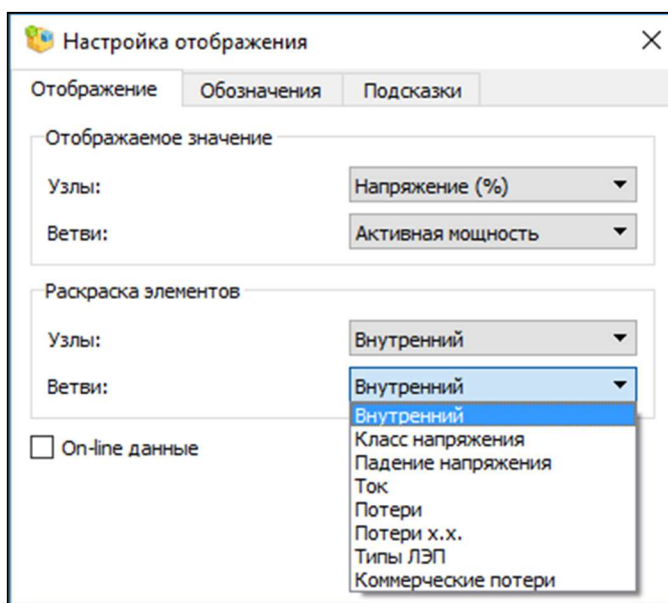 Настройка отображения
Отображение Обозначения Подсказки
Отображаемое значение
Узлы: Напряжение (%)
Ветви: Активная мощность
Раскраска элементов
Узлы: Внутренний
Ветви: Внутренний
Внутренний
Класс напряжения
Падение напряжения
Ток
Потери
Потери х.х.
Типы ЛЭП
Коммерческие потери
On-line данные